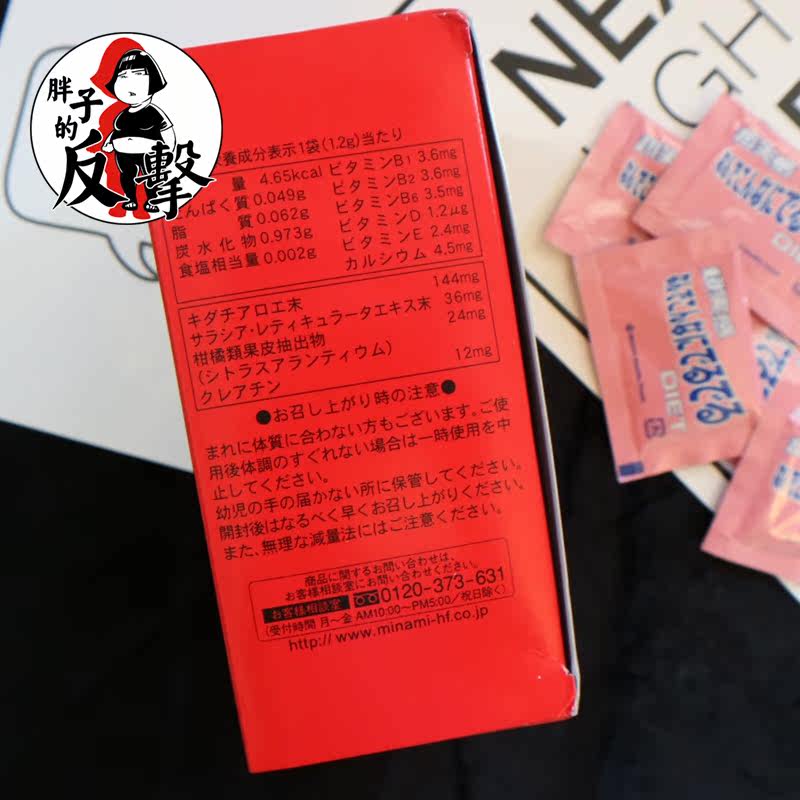 胖子的
反撃
養成分表示1袋(1.2g)当たり
量 4.65kcal ビタミンB1 3.6mg
んぱく質 0.049g ビタミンB2 3.6mg
脂 質 0.062g ビタミンB6 3.5mg
炭水化物 0.973g ビタミンD 1.2μg
食塩相当量 0.002g ビタミンE 2.4mg
カルシウム 4.5mg
キダチアロエ末 144mg
サラシア・レティキュラータエキス末 36mg
柑橘類果皮抽出物 24mg
(シトラスアランティウム)
クレアチン 12mg
●お召し上がり時の注意●
まれに体質に合わない方もございます。ご使
用後体調のすぐれない場合は一時使用を中
止してください。
幼児の手の届かない所に保管してください。
開封後はなるべく早くお召し上がりください。
また、無理な減量法にはご注意ください。
商品に関するお問い合わせは、
お客様相談室にお問い合わせください。
お客様相談室 0120-373-631
(受付時間 月～金 AM10:00～PM5:00/祝日除く)
http://www.minami-hf.co.jp
なんでこんなにでるでる
DIET